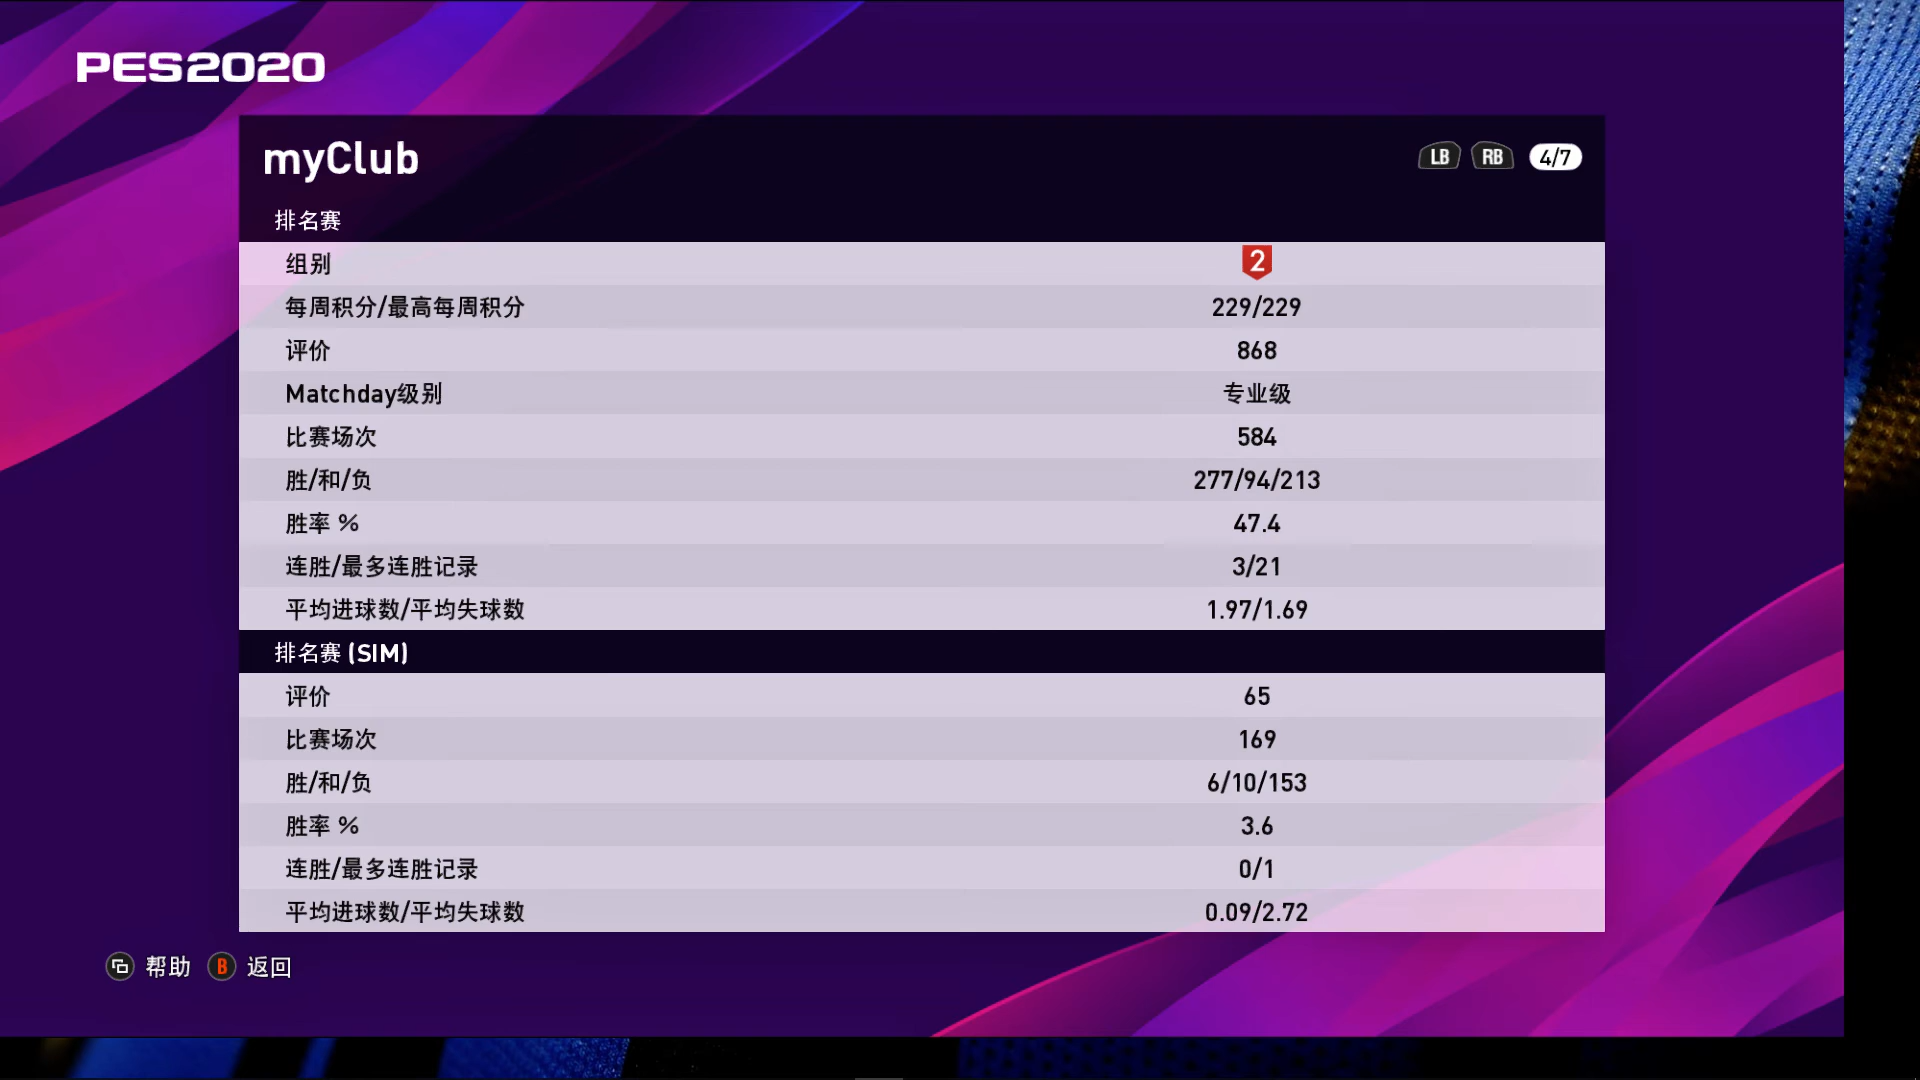 PES2020
myClub LB RB 4/7
排名赛
组别 2
每周积分/最高每周积分 229/229
评价 868
Matchday级别 专业级
比赛场次 584
胜/和/负 277/94/213
胜率 % 47.4
连胜/最多连胜记录 3/21
平均进球数/平均失球数 1.97/1.69
排名赛 (SIM)
评价 65
比赛场次 169
胜/和/负 6/10/153
胜率 % 3.6
连胜/最多连胜记录 0/1
平均进球数/平均失球数 0.09/2.72
帮助 B 返回